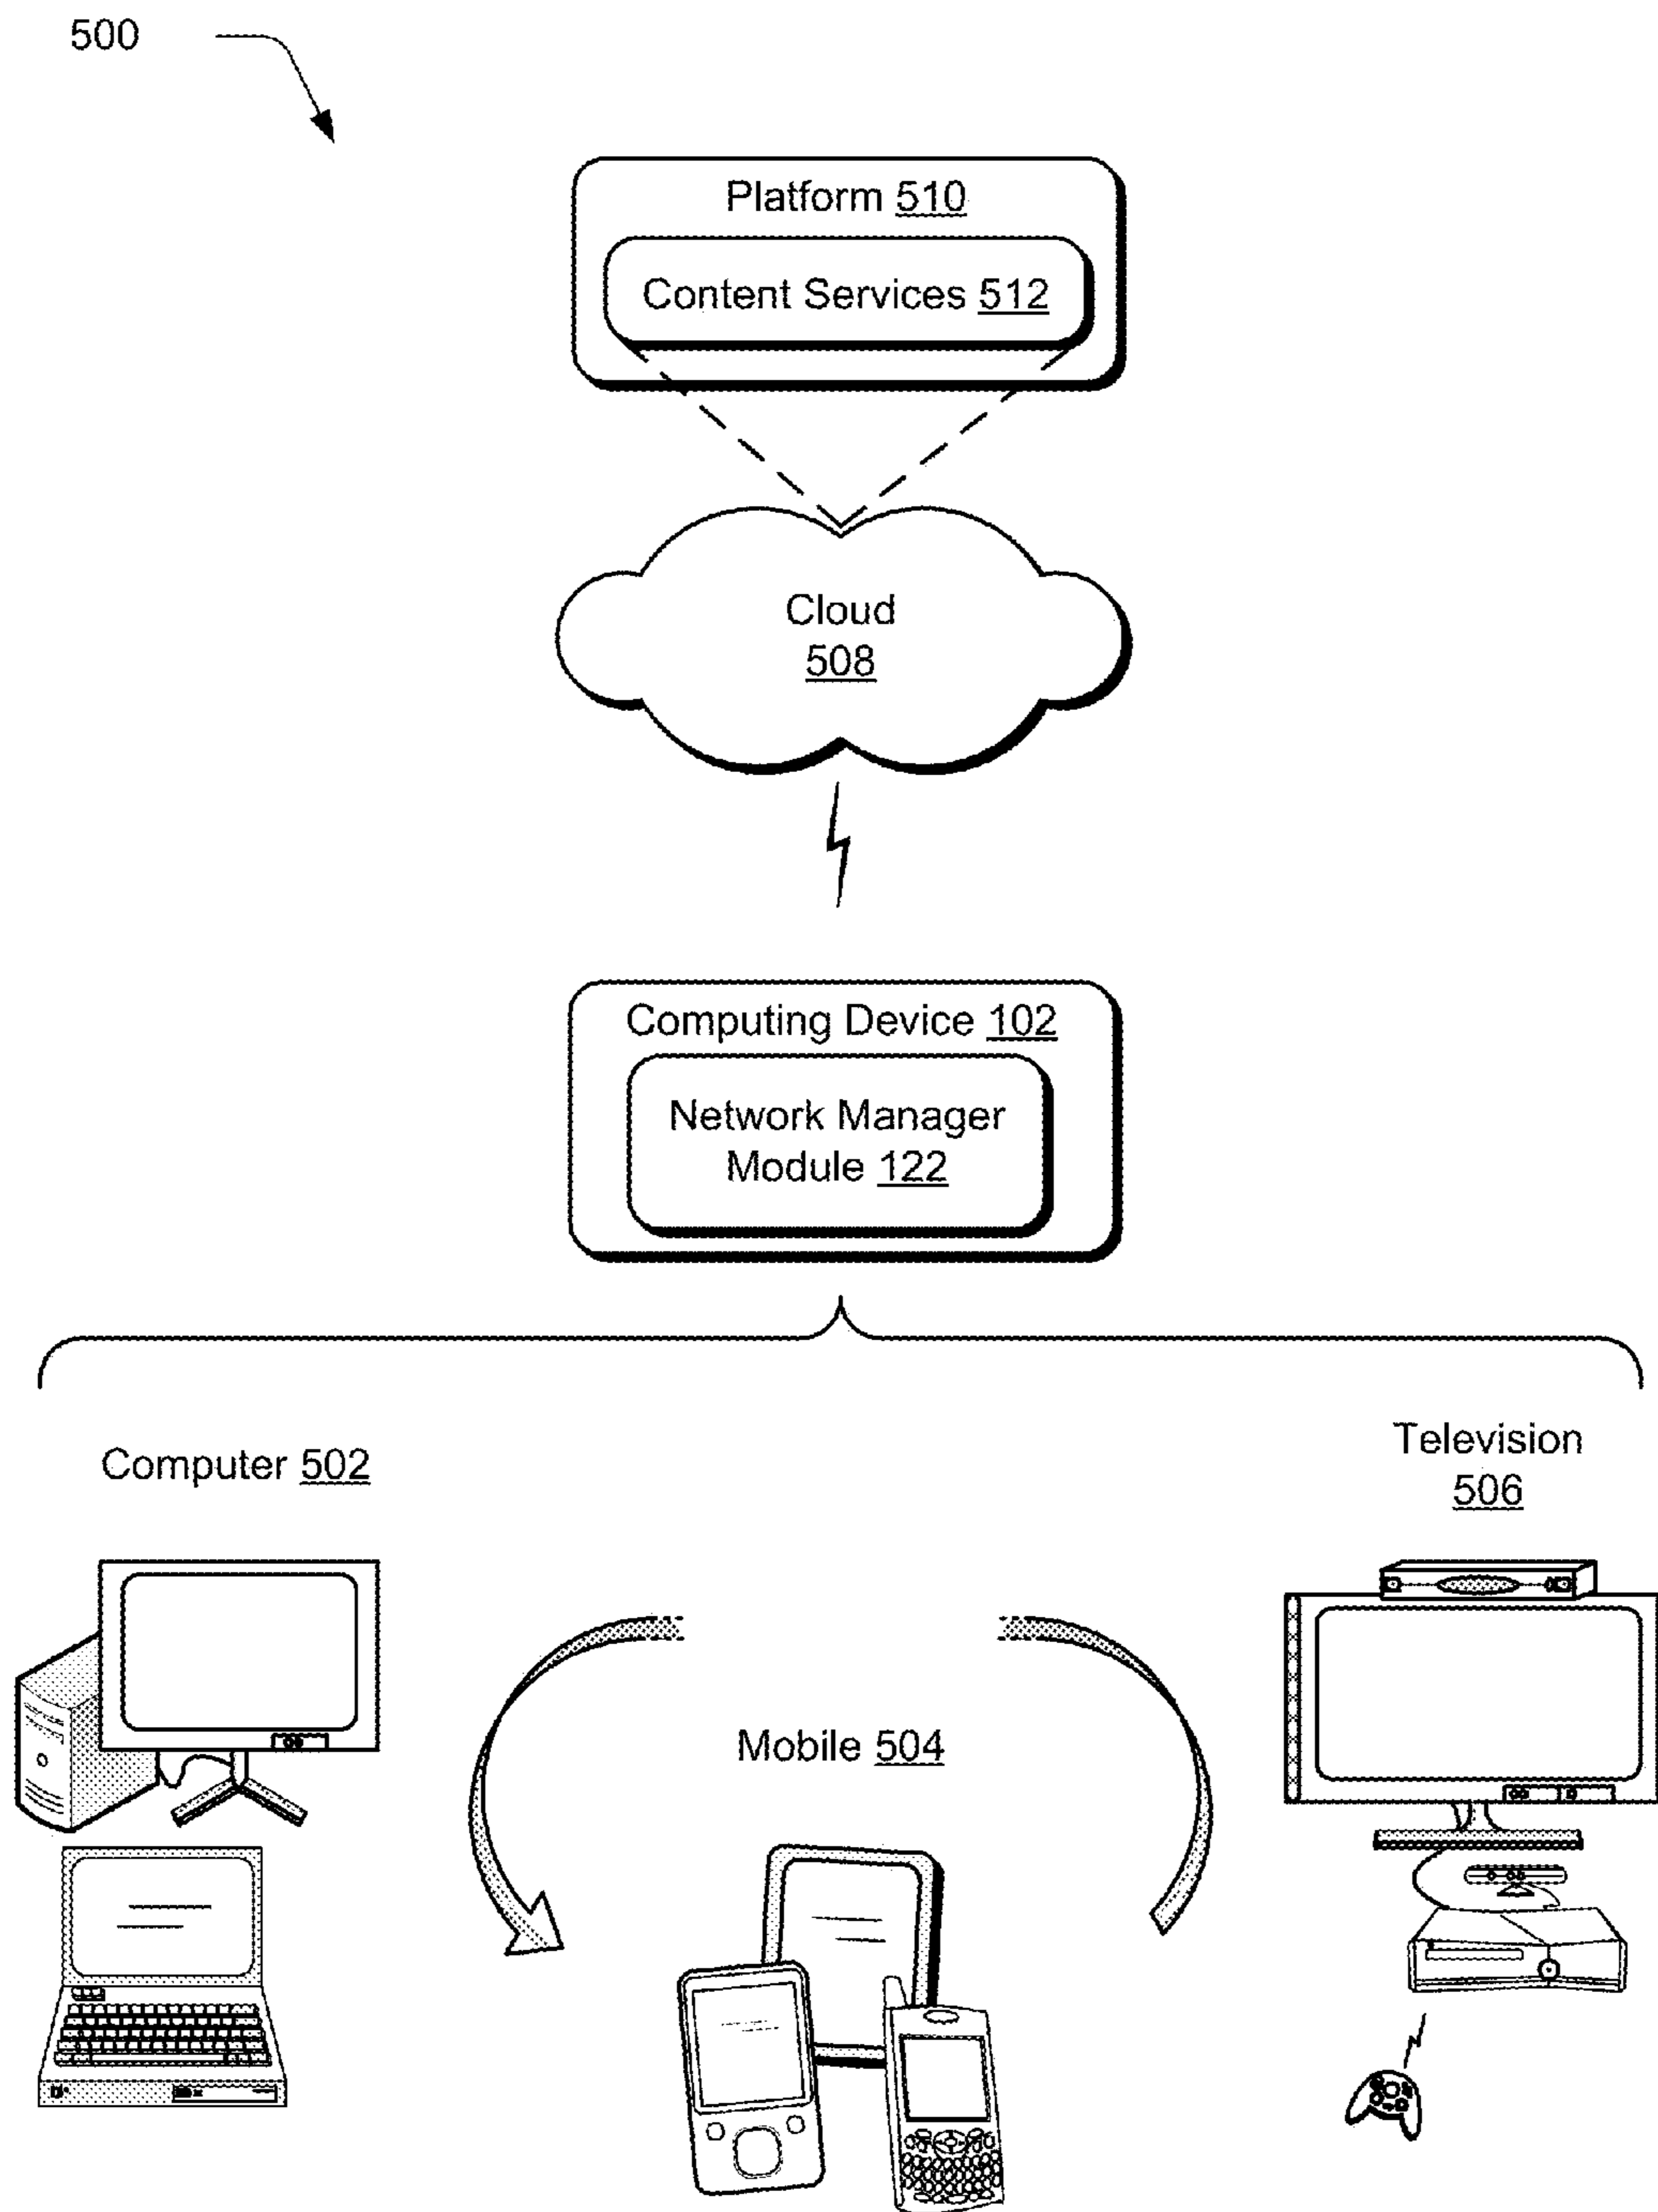 500
Platform 510
Content Services 512
Cloud
508
Computing Device 102
Network Manager
Module 122
Computer 502
Television
506
Mobile 504